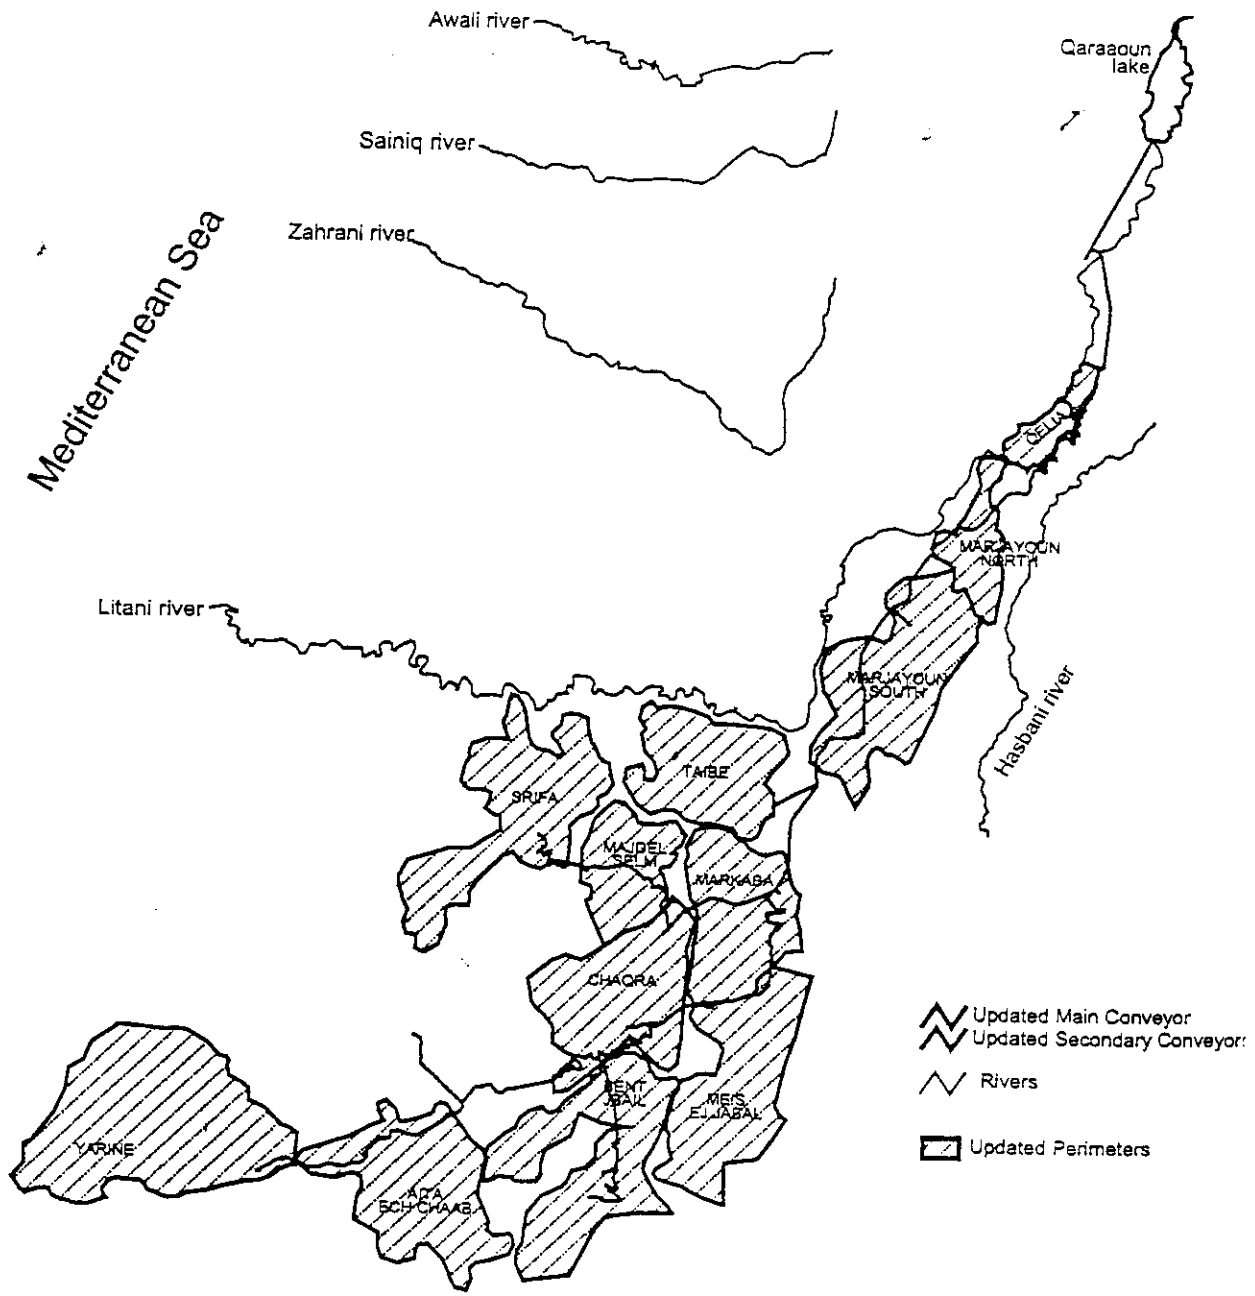 Awali river
Qaraaoun
lake
Sainiq river
Zahrani river
Mediterranean Sea
QELIA
MARJAYOUN
NORTH
Litani river
MARJAYOUN
SOUTH
Hasbani river
TAIBE
SRIFA
MAJDEL
SELM
MARKABA
CHAQRA
Updated Main Conveyor
Updated Secondary Conveyors
Rivers
BENT
JBAIL
MEIS
EJ JABAL
YARINE
Updated Perimeters
AITA
ECH CHAAB